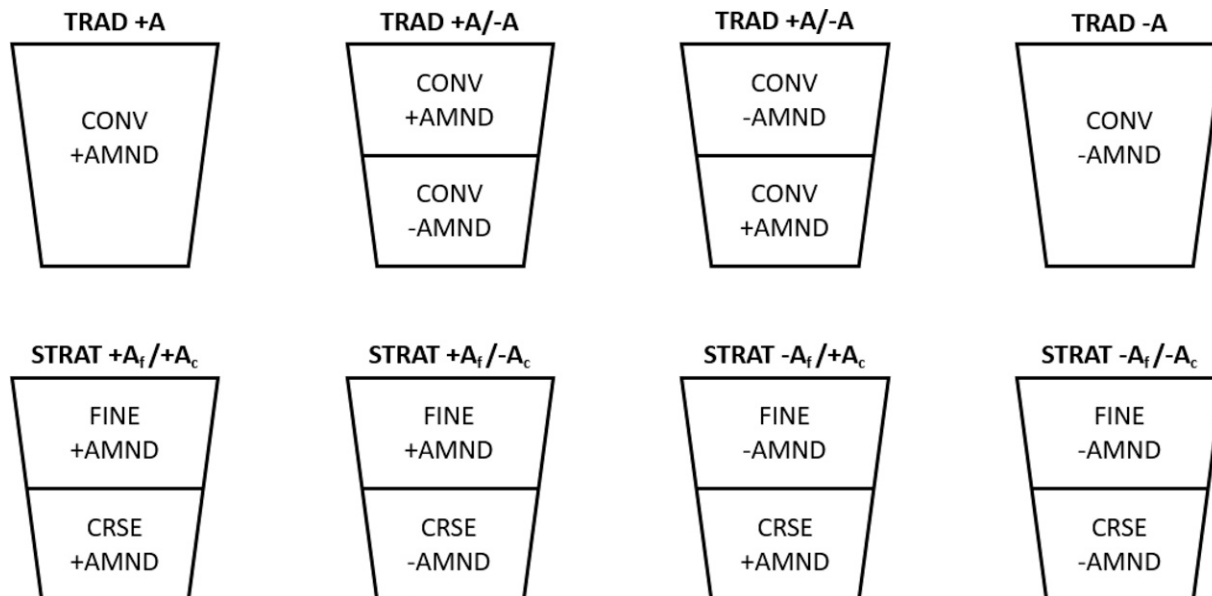 TRAD +A
CONV
+AMND
TRAD +A/-A
CONV
+AMND
CONV
-AMND
TRAD +A/-A
CONV
-AMND
CONV
+AMND
TRAD -A
CONV
-AMND
STRAT +Af/+Ac
FINE
+AMND
CRSE
+AMND
STRAT +Af/-Ac
FINE
+AMND
CRSE
-AMND
STRAT -Af/+Ac
FINE
-AMND
CRSE
+AMND
STRAT -Af/-Ac
FINE
-AMND
CRSE
-AMND